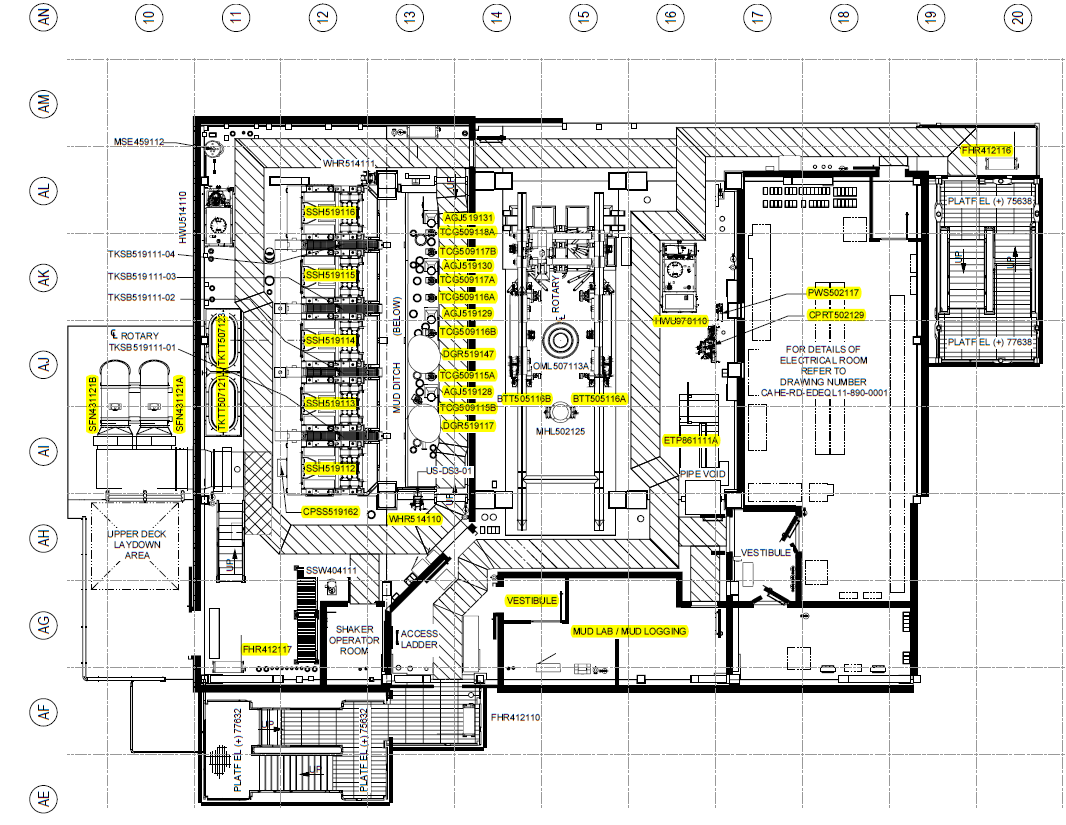 AN
10
11
12
13
14
15
16
17
18
19
20
AM
MSE459112
WHR514111
FHR412116
AL
HWU514110
UP
SSH519116
AGJ519131
TCG509118A
TCG509117B
PLATF EL (+) 75638
TKSB519111-04
AK
TKSB519111-03
SSH519115
AGJ519130
TCG509117A
UP
UP
TKSB519111-02
TCG509116A
(BELOW)
ROTARY
PWS502117
HWU970110
CPRT502129
AGJ519129
ROTARY
TCG509116B
TKSB519111-01
SSH519114
PLATF EL (+) 77638
AJ
MUD DITCH
DGR519147
FOR DETAILS OF
ELECTRICAL ROOM
REFER TO
DRAWING NUMBER
CAHE-RD-EDEQL11-890-0001
OML507113A
TCG509115A
AGJ519128
SFN431121B
SFN431121A
SSH519113
TCG509115B
BTT505116B
BTT505116A
DGR519117
MHL502125
AI
ETP861111A
SSH519112
US-DS3-01
PIPE VOID
UP
CPSS519162
WHR514110
AH
UPPER DECK
LAYDOWN
AREA
UP
VESTIBULE
SSW404111
VESTIBULE
AG
SHAKER
OPERATOR
ROOM
ACCESS
LADDER
MUD LAB / MUD LOGGING
FHR412117
AF
PLATF EL (+) 77632
UP
PLATF EL (+) 75632
FHR412110
UP
AE